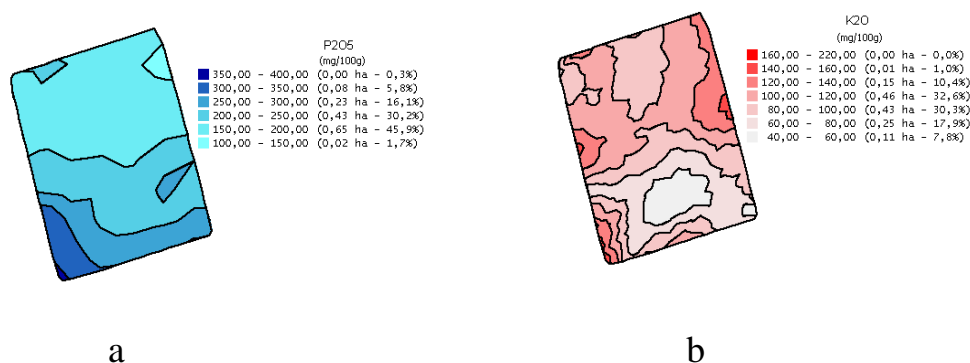 P2O5
(mg/100g)
350,00 - 400,00 (0,00 ha - 0,3%)
300,00 - 350,00 (0,08 ha - 5,8%)
250,00 - 300,00 (0,23 ha - 16,1%)
200,00 - 250,00 (0,43 ha - 30,2%)
150,00 - 200,00 (0,65 ha - 45,9%)
100,00 - 150,00 (0,02 ha - 1,7%)
a
K2O
(mg/100g)
160,00 - 220,00 (0,00 ha - 0,0%)
140,00 - 160,00 (0,01 ha - 1,0%)
120,00 - 140,00 (0,15 ha - 10,4%)
100,00 - 120,00 (0,46 ha - 32,6%)
80,00 - 100,00 (0,43 ha - 30,3%)
60,00 - 80,00 (0,25 ha - 17,9%)
40,00 - 60,00 (0,11 ha - 7,8%)
b